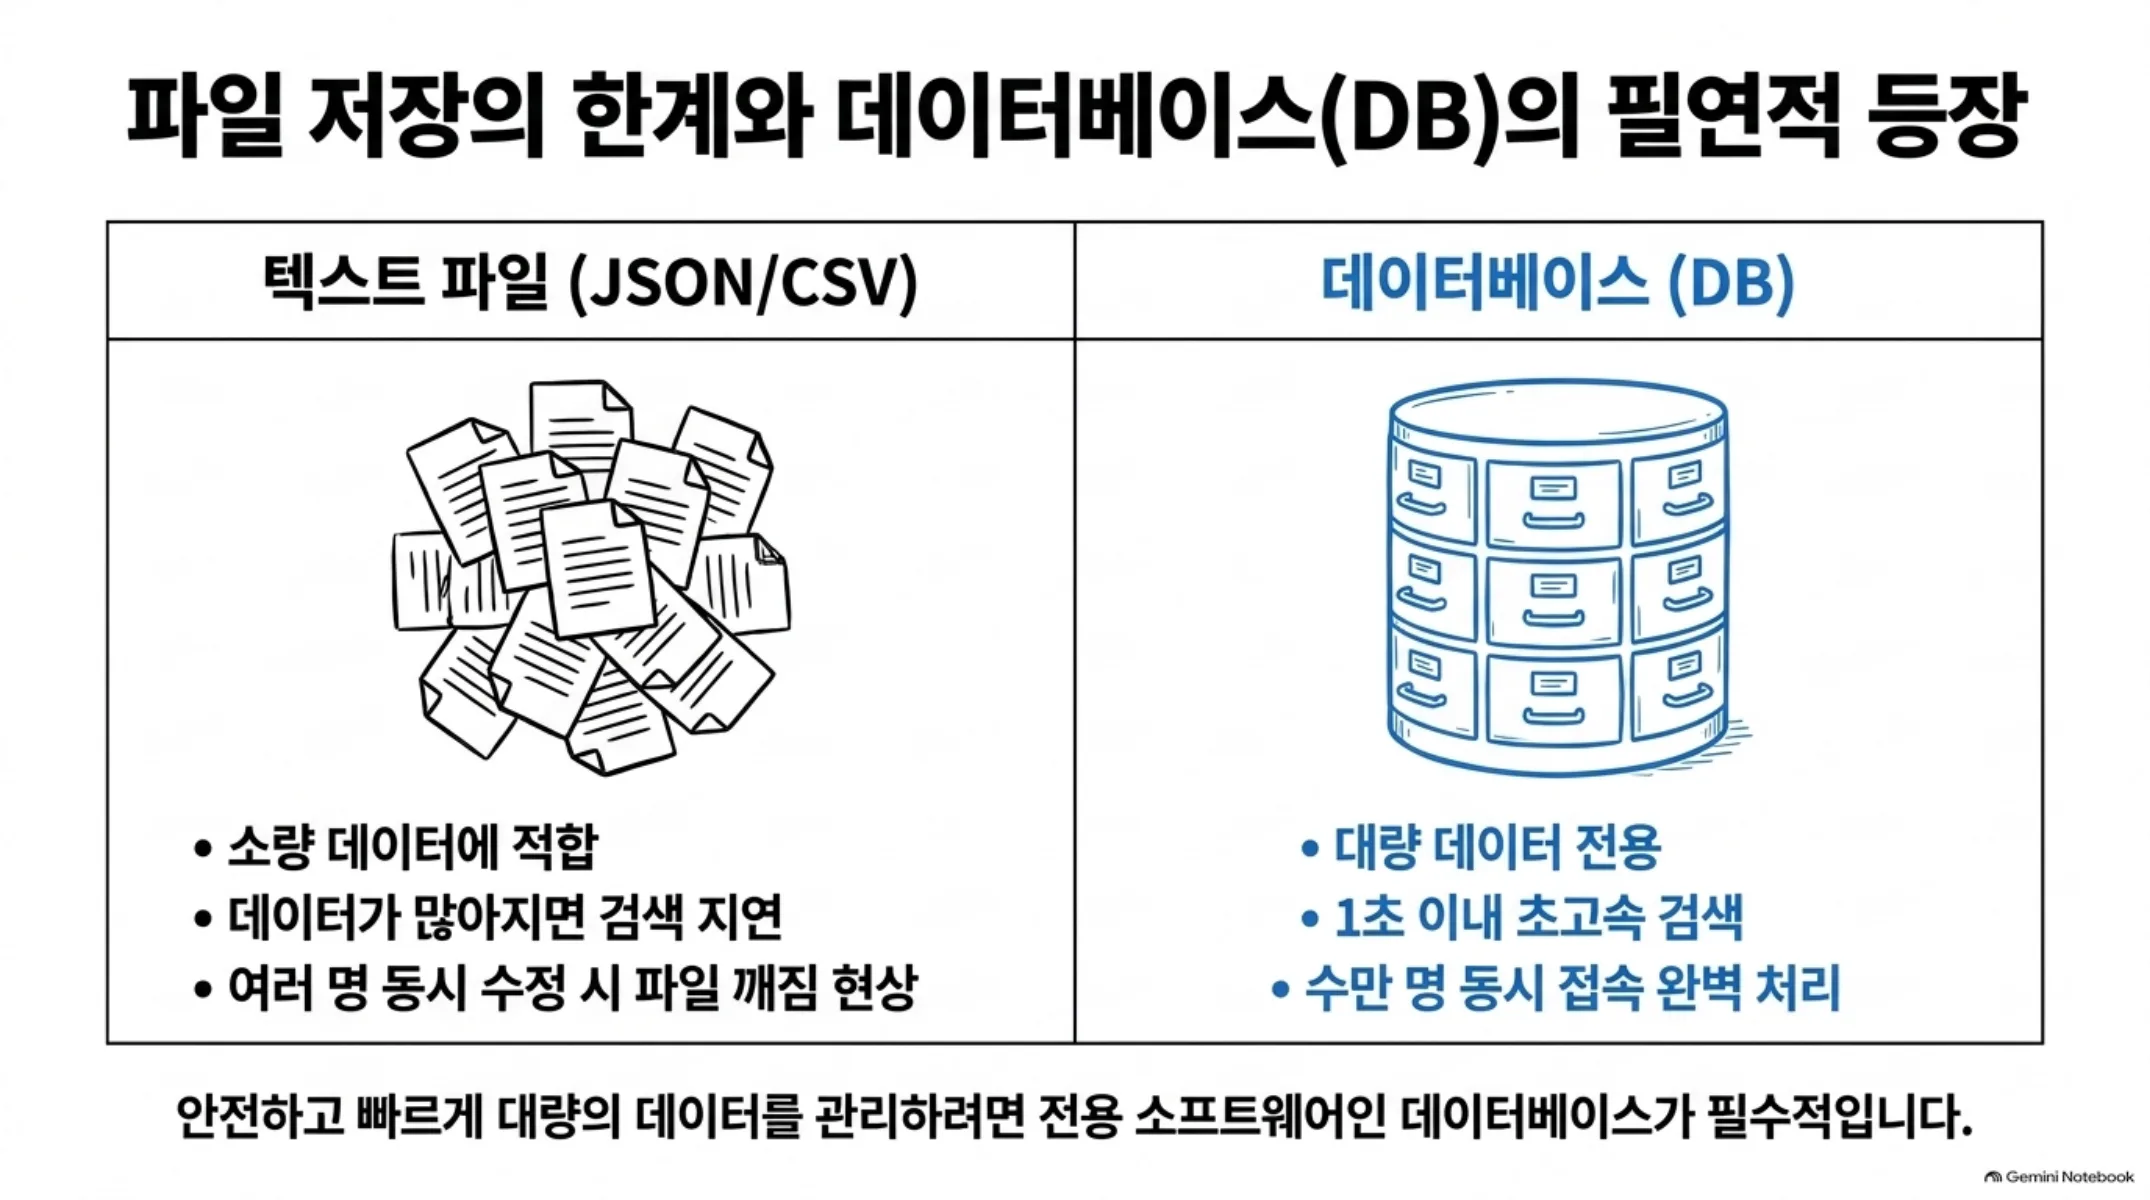 파일 저장의 한계와 데이터베이스(DB)의 필연적 등장
텍스트 파일 (JSON/CSV)
• 소량 데이터에 적합
• 데이터가 많아지면 검색 지연
• 여러 명 동시 수정 시 파일 깨짐 현상
데이터베이스 (DB)
• 대량 데이터 전용
• 1초 이내 초고속 검색
• 수만 명 동시 접속 완벽 처리
안전하고 빠르게 대량의 데이터를 관리하려면 전용 소프트웨어인 데이터베이스가 필수적입니다.
Gemini Notebook